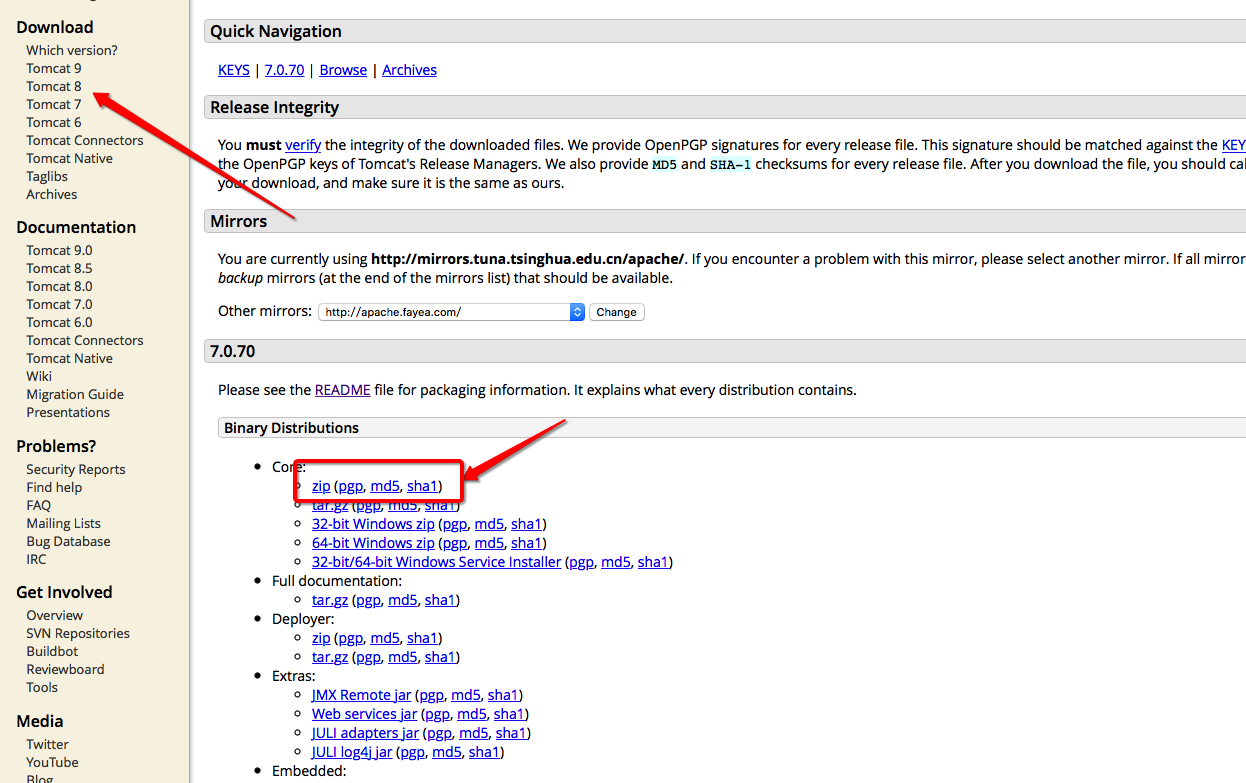 Download
Which version?
Tomcat 9
Tomcat 8
Tomcat 7
Tomcat 6
Tomcat Connectors
Tomcat Native
Taglibs
Archives
Documentation
Tomcat 9.0
Tomcat 8.5
Tomcat 8.0
Tomcat 7.0
Tomcat 6.0
Tomcat Connectors
Tomcat Native
Wiki
Migration Guide
Presentations
Problems?
Security Reports
Find help
FAQ
Mailing Lists
Bug Database
IRC
Get Involved
Overview
SVN Repositories
Buildbot
Reviewboard
Tools
Media
Twitter
YouTube
Blog
Quick Navigation
KEYS | 7.0.70 | Browse | Archives
Release Integrity
You must verify the integrity of the downloaded files. We provide OpenPGP signatures for every release file. This signature should be matched against the KEY
the OpenPGP keys of Tomcat's Release Managers. We also provide MD5 and SHA-1 checksums for every release file. After you download the file, you should cal
your download, and make sure it is the same as ours.
Mirrors
You are currently using http://mirrors.tuna.tsinghua.edu.cn/apache/. If you encounter a problem with this mirror, please select another mirror. If all mirror
backup mirrors (at the end of the mirrors list) that should be available.
Other mirrors: http://apache.fayea.com/ Change
7.0.70
Please see the README file for packaging information. It explains what every distribution contains.
Binary Distributions
Core:
zip (pgp, md5, sha1)
tar.gz (pgp, md5, sha1)
32-bit Windows zip (pgp, md5, sha1)
64-bit Windows zip (pgp, md5, sha1)
32-bit/64-bit Windows Service Installer (pgp, md5, sha1)
Full documentation:
tar.gz (pgp, md5, sha1)
Deployer:
zip (pgp, md5, sha1)
tar.gz (pgp, md5, sha1)
Extras:
JMX Remote jar (pgp, md5, sha1)
Web services jar (pgp, md5, sha1)
JULI adapters jar (pgp, md5, sha1)
JULI log4j jar (pgp, md5, sha1)
Embedded: